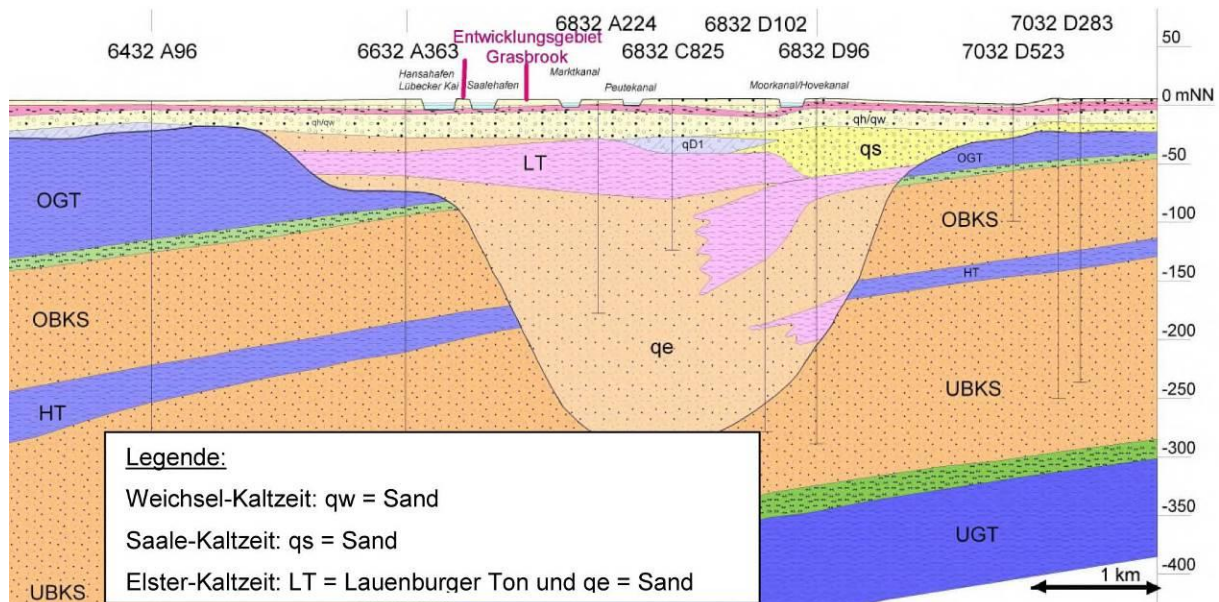 6832 A224 6832 D102 7032 D283 50
6432 A96 6632 A363 Entwicklungsgebiet Grasbrook 6832 C825 6832 D96 7032 D523
Hansahafen Lübecker Kai Saalehafen Marktkanal Peutekanal Moorkanal/Hovekanal
0 mNN
qh/qw qh/qw
qD1 qs
LT OGT -50
OGT OBKS -100
HT -150
OBKS -200
qe
HT UBKS -250
Legende:
-300
Weichsel-Kaltzeit: qw = Sand
Saale-Kaltzeit: qs = Sand UGT -350
Elster-Kaltzeit: LT = Lauenburger Ton und qe = Sand
UBKS 1 km -400